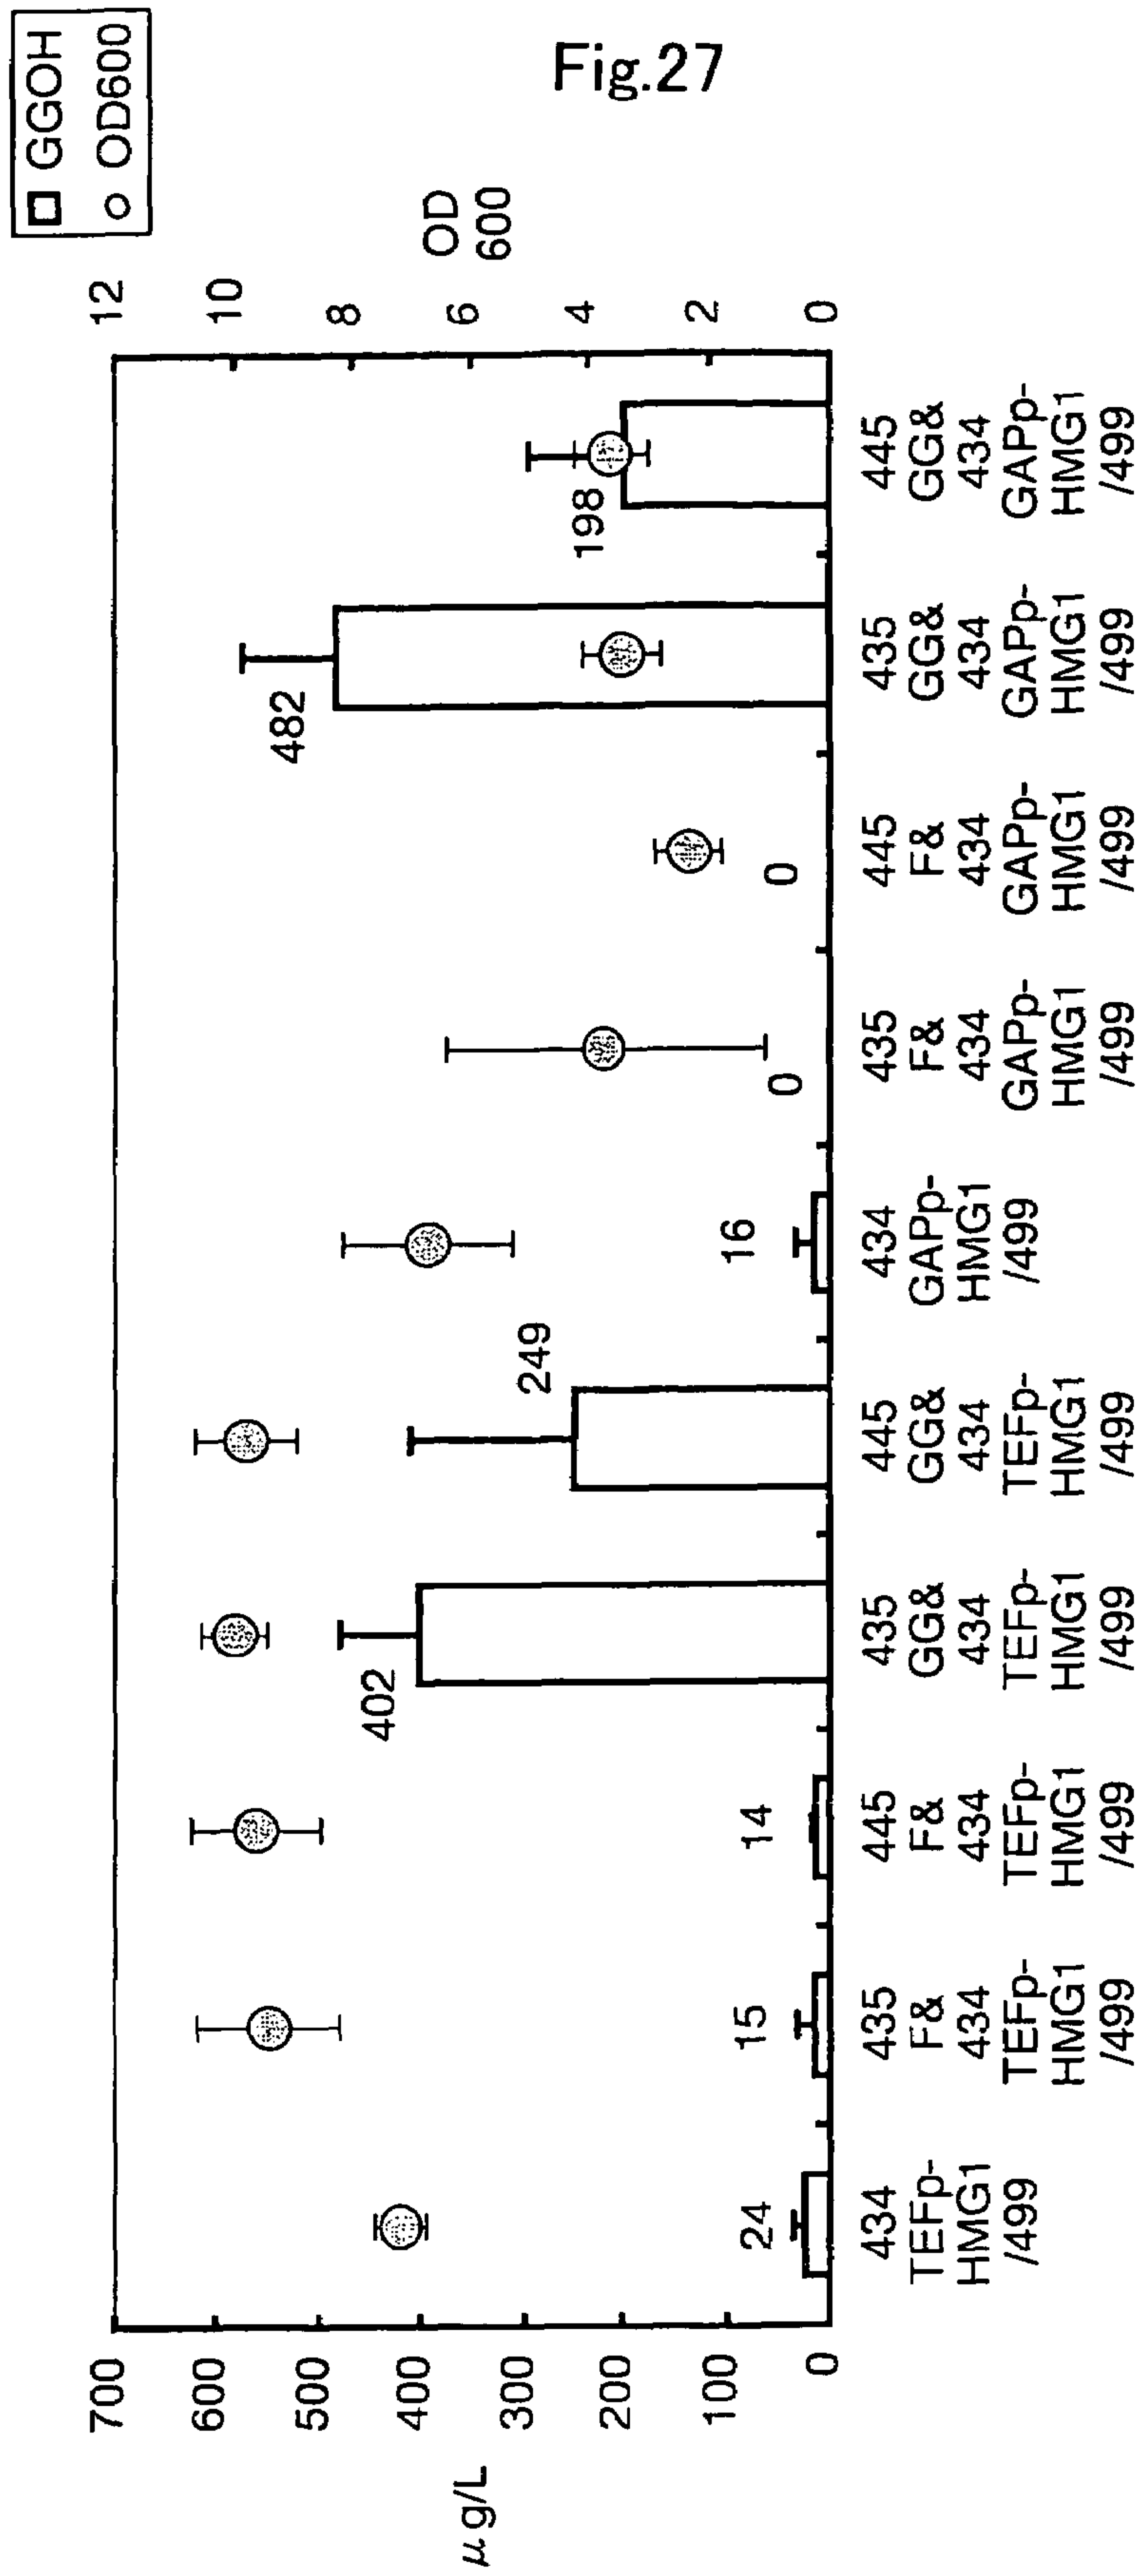 Fig.27
GGOH
OD600
μg/L
700
600
500
400
300
200
100
0
OD
600
12
10
8
6
4
2
0
24
15
14
402
249
16
0
0
482
198
434
TEFp-
HMG1
/499
435
F&
434
TEFp-
HMG1
/499
445
F&
434
TEFp-
HMG1
/499
435
GG&
434
TEFp-
HMG1
/499
445
GG&
434
TEFp-
HMG1
/499
434
GAPp-
HMG1
/499
435
F&
434
GAPp-
HMG1
/499
445
F&
434
GAPp-
HMG1
/499
435
GG&
434
GAPp-
HMG1
/499
445
GG&
434
GAPp-
HMG1
/499